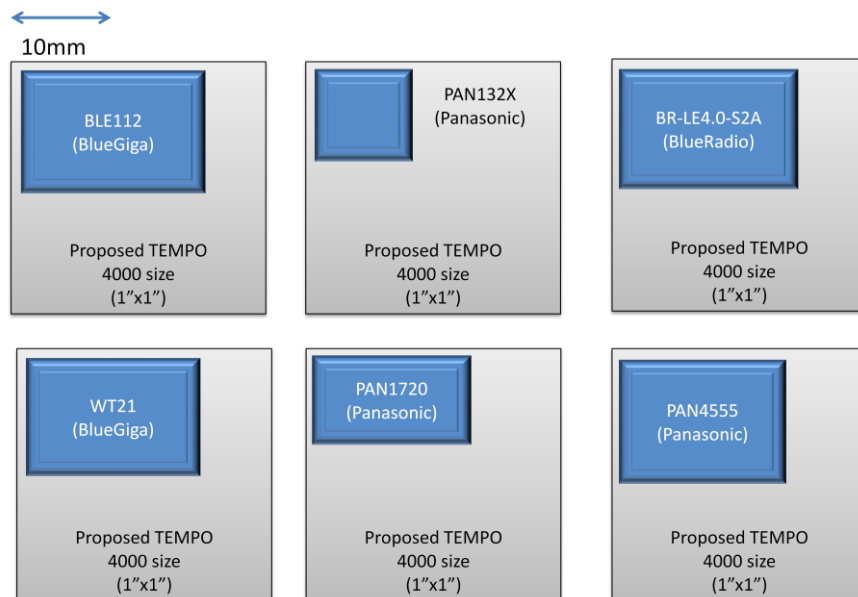 10mm
BLE112
(BlueGiga)
Proposed TEMPO
4000 size
(1”x1”)
PAN132X
(Panasonic)
Proposed TEMPO
4000 size
(1”x1”)
BR-LE4.0-S2A
(BlueRadio)
Proposed TEMPO
4000 size
(1”x1”)
WT21
(BlueGiga)
Proposed TEMPO
4000 size
(1”x1”)
PAN1720
(Panasonic)
Proposed TEMPO
4000 size
(1”x1”)
PAN4555
(Panasonic)
Proposed TEMPO
4000 size
(1”x1”)